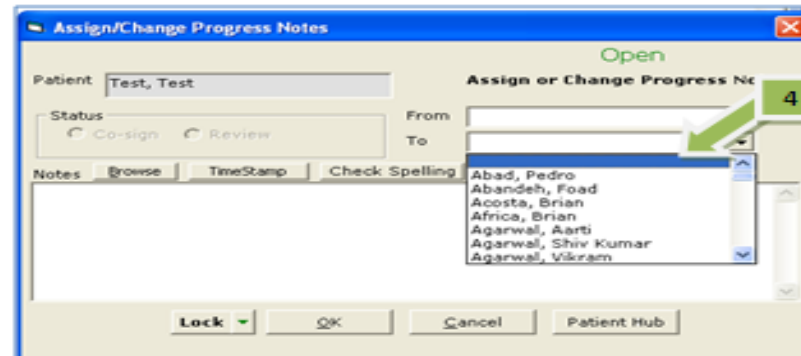 Assign/Change Progress Notes
Open
Patient Test, Test
Assign or Change Progress
4
Status
Co-sign Review
From
To
Notes Browse TimeStamp Check Spelling
Abad, Pedro
Abandeh, Foad
Acosta, Brian
Africa, Brian
Agarwal, Aarti
Agarwal, Shiv Kumar
Agarwal, Vikram
Lock OK Cancel Patient Hub